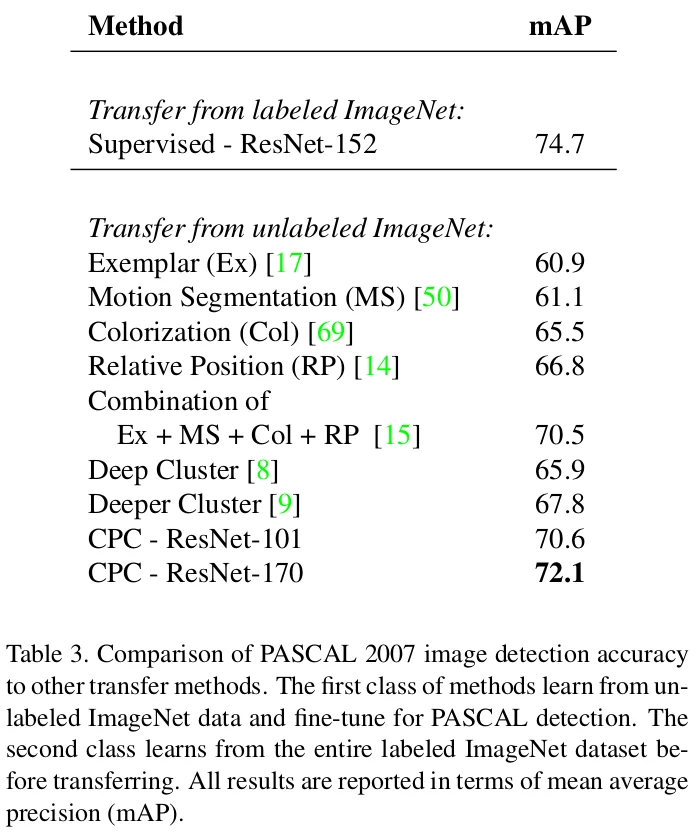 Method mAP
Transfer from labeled ImageNet:
Supervised - ResNet-152 74.7
Transfer from unlabeled ImageNet:
Exemplar (Ex) [17] 60.9
Motion Segmentation (MS) [50] 61.1
Colorization (Col) [69] 65.5
Relative Position (RP) [14] 66.8
Combination of
Ex + MS + Col + RP [15] 70.5
Deep Cluster [8] 65.9
Deeper Cluster [9] 67.8
CPC - ResNet-101 70.6
CPC - ResNet-170 72.1
Table 3. Comparison of PASCAL 2007 image detection accuracy
to other transfer methods. The first class of methods learn from un-
labeled ImageNet data and fine-tune for PASCAL detection. The
second class learns from the entire labeled ImageNet dataset be-
fore transferring. All results are reported in terms of mean average
precision (mAP).